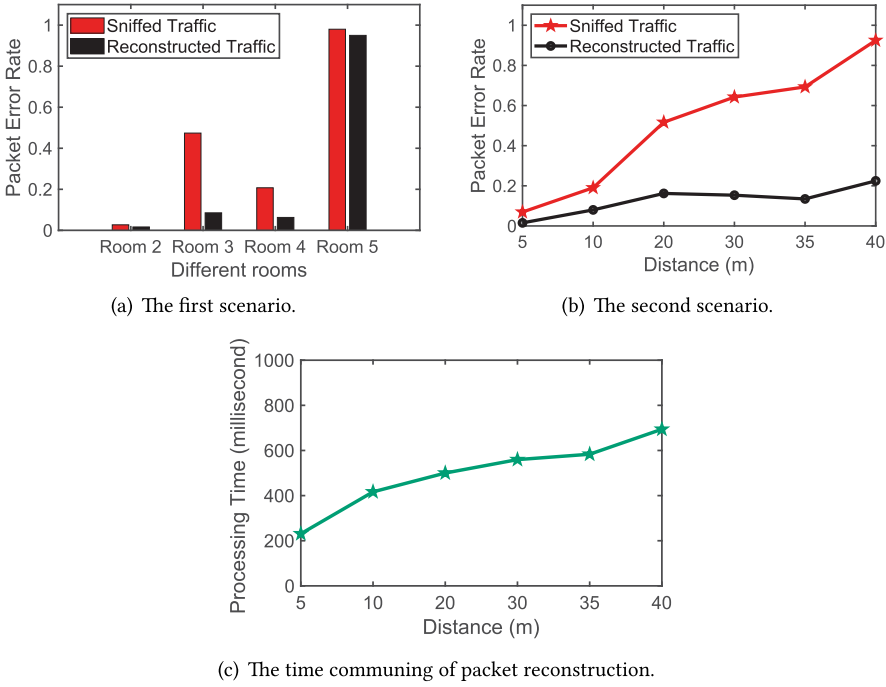 Sniffed Traffic
Reconstructed Traffic
Packet Error Rate
1
0.8
0.6
0.4
0.2
0
Room 2 Room 3 Room 4 Room 5
Different rooms
(a) The first scenario.
Sniffed Traffic
Reconstructed Traffic
Packet Error Rate
1
0.8
0.6
0.4
0.2
0
5 10 20 30 35 40
Distance (m)
(b) The second scenario.
Processing Time (millisecond)
1000
800
600
400
200
0
5 10 20 30 35 40
Distance (m)
(c) The time communing of packet reconstruction.